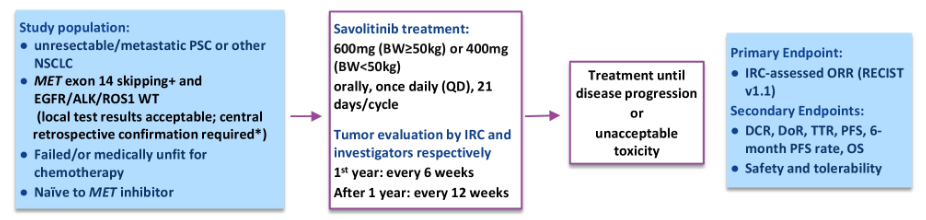 Study population:
● unresectable/metastatic PSC or other
NSCLC
● MET exon 14 skipping+ and
EGFR/ALK/ROS1 WT
(local test results acceptable; central
retrospective confirmation required*)
● Failed/or medically unfit for
chemotherapy
● Naïve to MET inhibitor
Savolitinib treatment:
600mg (BW≥50kg) or 400mg
(BW<50kg)
orally, once daily (QD), 21
days/cycle
Tumor evaluation by IRC and
investigators respectively
1st year: every 6 weeks
After 1 year: every 12 weeks
Treatment until
disease progression
or
unacceptable
toxicity
Primary Endpoint:
● IRC-assessed ORR (RECIST
v1.1)
Secondary Endpoints:
● DCR, DoR, TTR, PFS, 6-
month PFS rate, OS
● Safety and tolerability